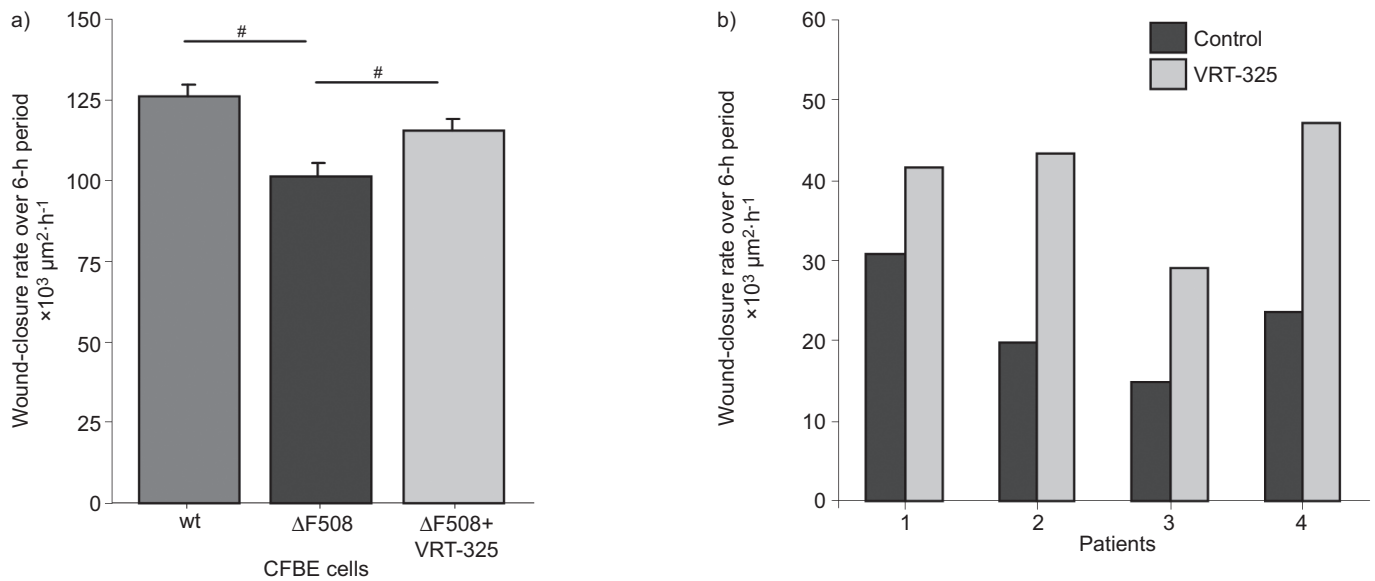 a)
Wound-closure rate over 6-h period
×10³ µm²·h⁻¹
150
125
100
75
50
25
0
#
#
wt
ΔF508
ΔF508+
VRT-325
CFBE cells
b)
Wound-closure rate over 6-h period
×10³ µm²·h⁻¹
60
50
40
30
20
10
0
Control
VRT-325
1
2
3
4
Patients